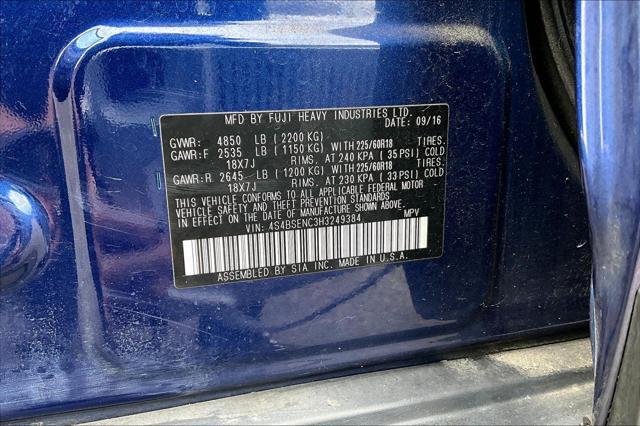 MFD BY FUJI HEAVY INDUSTRIES LTD.
DATE: 09/16
GVWR: 4850 LB (2200 KG)
GAWR:F 2535 LB (1150 KG) WITH 225/60R18 TIRES.
18X7J RIMS. AT 240 KPA (35 PSI) COLD
GAWR:R 2645 LB (1200 KG) WITH 225/60R18 TIRES.
18X7J RIMS. AT 230 KPA (33 PSI) COLD
THIS VEHICLE CONFORMS TO ALL APPLICABLE FEDERAL MOTOR
VEHICLE SAFETY AND THEFT PREVENTION STANDARDS
IN EFFECT ON THE DATE OF MANUFACTURE SHOWN ABOVE.
VIN: 4S4BSENC3H3249384 MPV
ASSEMBLED BY SIA INC. MADE IN U.S.A.